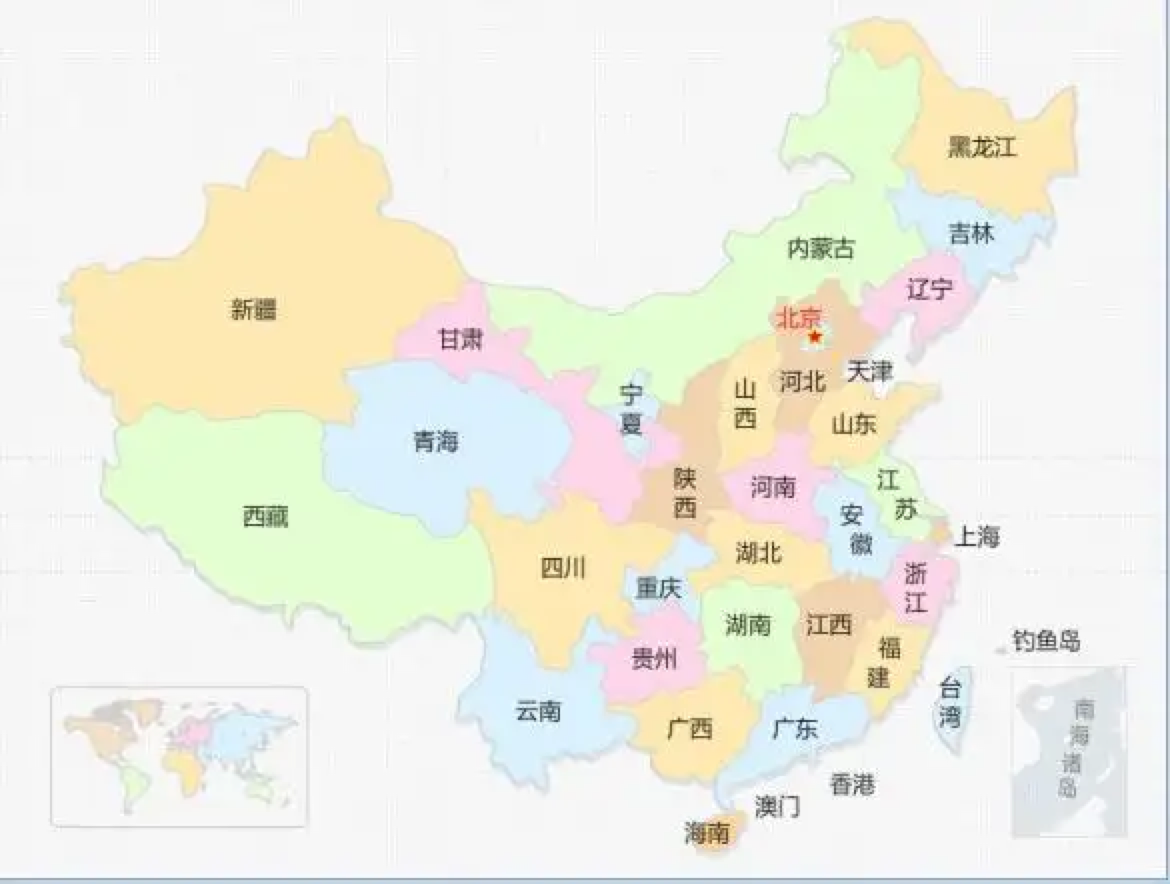 黑龙江
吉林
内蒙古
辽宁
新疆
北京
甘肃
天津
河北
山西
宁夏
山东
青海
陕西
河南
江苏
西藏
安徽
上海
四川
湖北
重庆
浙江
湖南
江西
钓鱼岛
福建
贵州
台湾
云南
广西
广东
南海诸岛
香港
澳门
海南